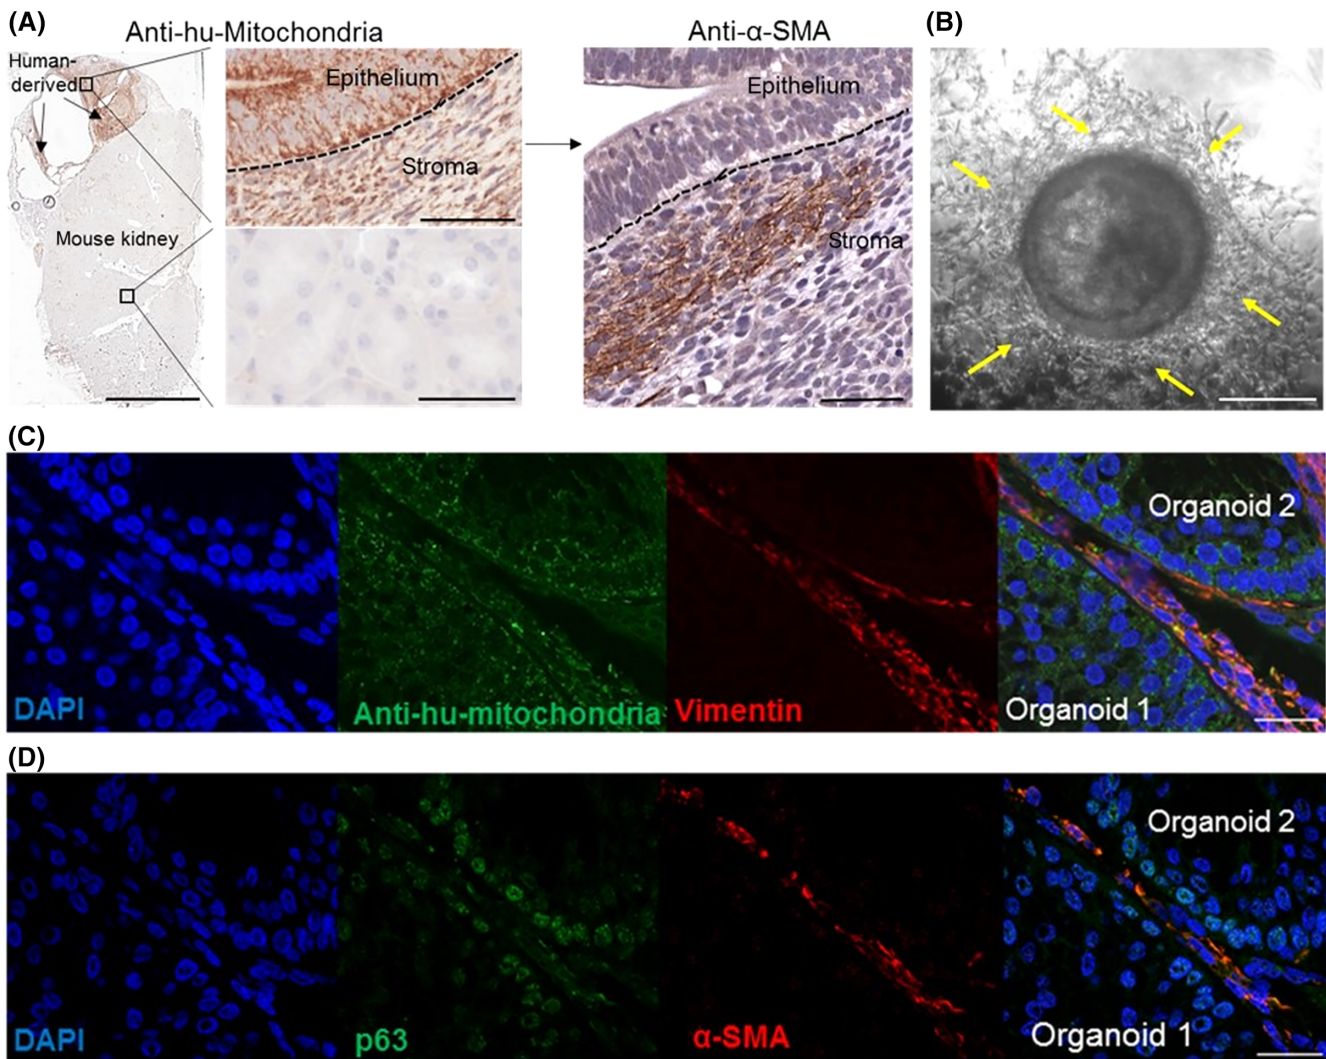 (A)
Anti-hu-Mitochondria
Human-
derived
Mouse kidney
Epithelium
Stroma
Anti-α-SMA
Epithelium
Stroma
(B)
(C)
DAPI
Anti-hu-mitochondria
Vimentin
Organoid 2
Organoid 1
(D)
DAPI
p63
α-SMA
Organoid 2
Organoid 1